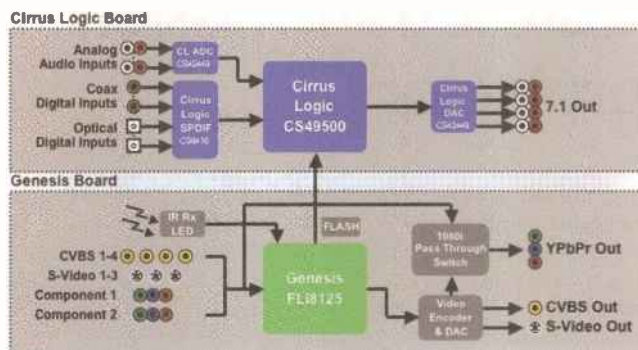 Cirrus Logic Board
Analog
Audio Inputs
CL ADC
Coax
Digital Inputs
Cirrus
Logic
SPDIF
Optical
Digital Inputs
Cirrus
Logic
CS49500
Cirrus
Logic
DAC
7.1 Out
Genesis Board
IR Rx
LED
FLASH
1080i
Pass Through
Switch
YPbPr Out
CVBS 1-4
S-Video 1-3
Component 1
Component 2
Genesis
FLI8125
Video
Encoder
& DAC
CVBS Out
S-Video Out